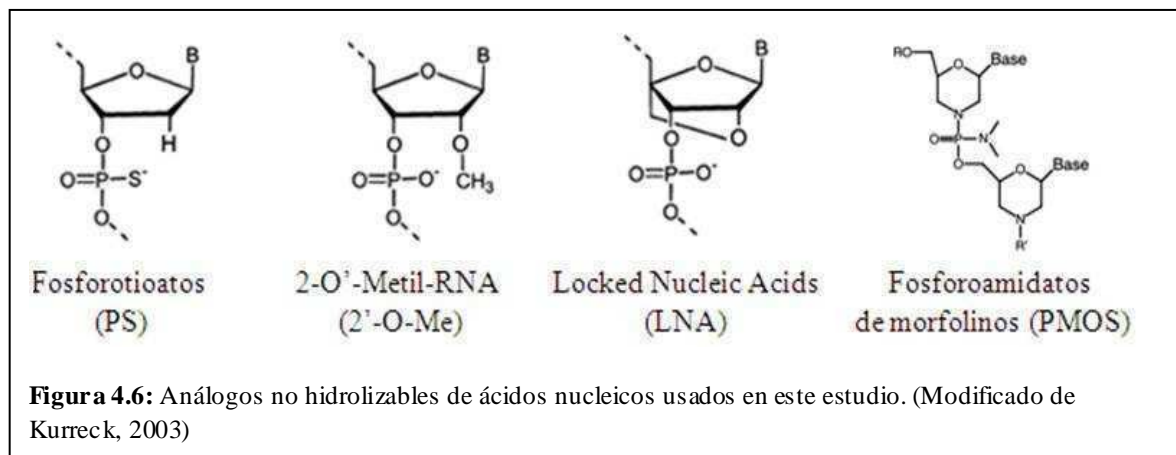 B
O
H
O
O=P-S-
O
Fosforotioatos
(PS)
B
O
O
O
O=P-O-
CH3
O
2-O'-Metil-RNA
(2'-O-Me)
B
O
O
O
O=P-O-
O
Locked Nucleic Acids
(LNA)
RO
O
Base
N
O=P-N
O
O
Base
N
R'
Fosforoamidatos
de morfolinos (PMOS)
Figura 4.6: Análogos no hidrolizables de ácidos nucleicos usados en este estudio. (Modificado de
Kurreck, 2003)